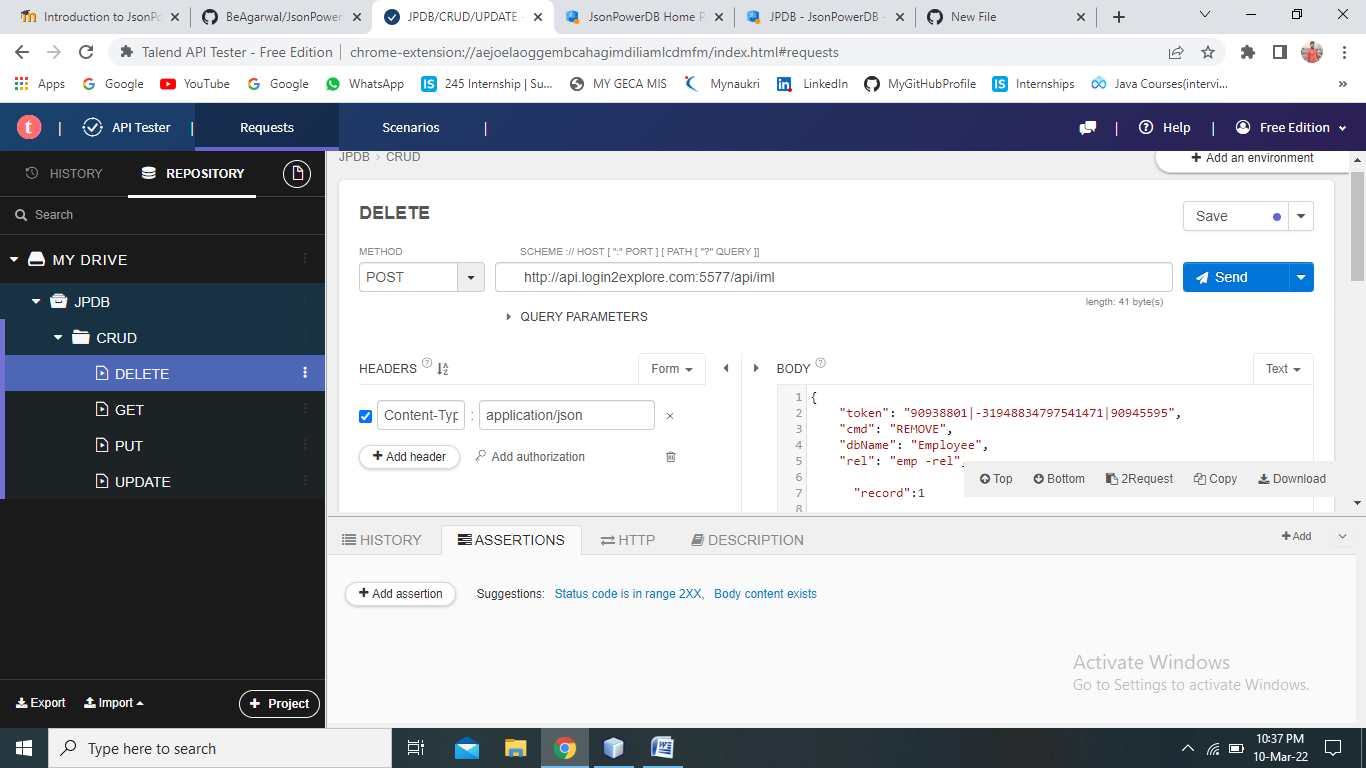 Introduction to JsonPo
BeAgarwal/JsonPower
JPDB/CRUD/UPDATE -
JsonPowerDB Home P
JPDB - JsonPowerDB -
New File
Talend API Tester - Free Edition | chrome-extension://aejoelaoggembcahagimdiliamlcdmfm/index.html#requests
Apps
Google
YouTube
Google
WhatsApp
245 Internship | Su...
MY GECA MIS
Mynaukri
LinkedIn
MyGitHubProfile
Internships
Java Courses(intervi...
»
t | API Tester | Requests Scenarios | Help | Free Edition
HISTORY REPOSITORY
Search
MY DRIVE
JPDB
CRUD
DELETE
GET
PUT
UPDATE
Export Import + Project
JPDB › CRUD
+ Add an environment
DELETE
Save
METHOD SCHEME :// HOST [ ":" PORT ] [ PATH [ "?" QUERY ]]
POST http://api.login2explore.com:5577/api/iml Send
length: 41 byte(s)
QUERY PARAMETERS
HEADERS ? Form
Content-Typ : application/json ×
+ Add header Add authorization
BODY ? Text
1 {
2 "token": "90938801|-31948834797541471|90945595",
3 "cmd": "REMOVE",
4 "dbName": "Employee",
5 "rel": "emp -rel",
6
7 "record":1
8
Top Bottom 2Request Copy Download
HISTORY ASSERTIONS HTTP DESCRIPTION
+ Add
+ Add assertion Suggestions: Status code is in range 2XX, Body content exists
Activate Windows
Go to Settings to activate Windows.
Type here to search
10:37 PM
10-Mar-22